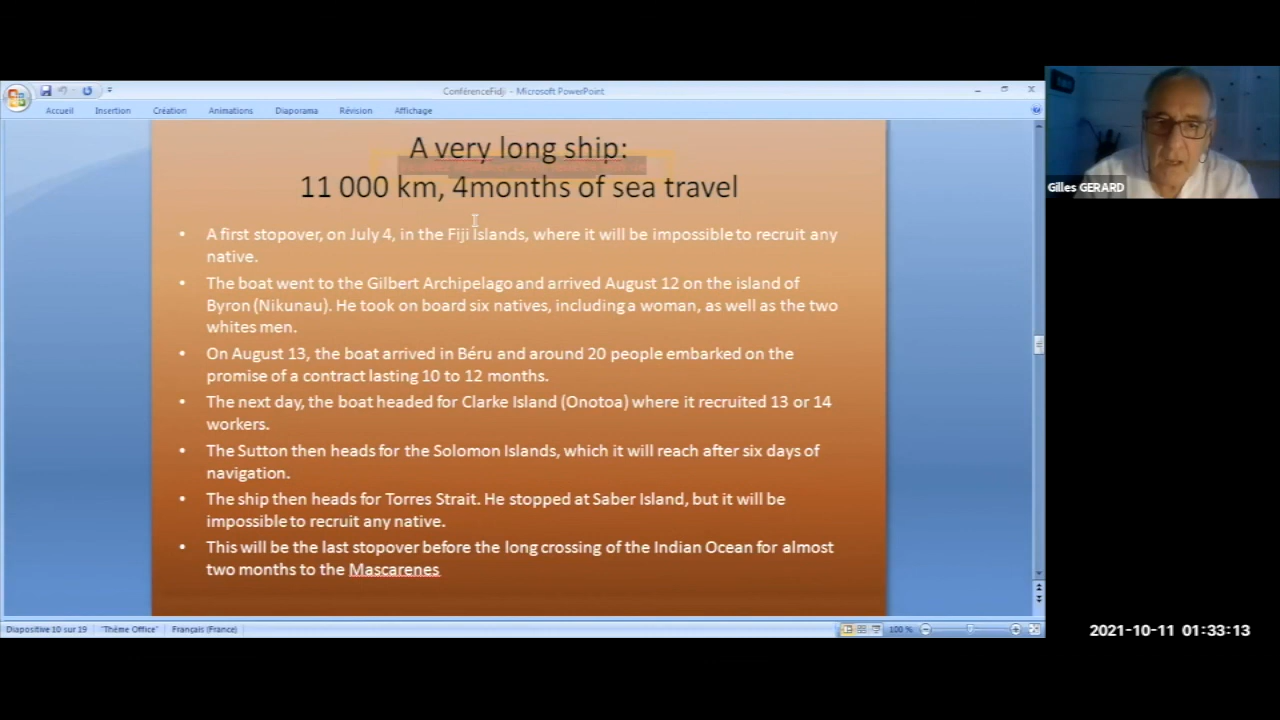 ConférenceFidji - Microsoft PowerPoint
Accueil
Insertion
Création
Animations
Diaporama
Révision
Affichage
A very long ship:
11 000 km, 4months of sea travel
• A first stopover, on July 4, in the Fiji Islands, where it will be impossible to recruit any
native.
• The boat went to the Gilbert Archipelago and arrived August 12 on the island of
Byron (Nikunau). He took on board six natives, including a woman, as well as the two
whites men.
• On August 13, the boat arrived in Béru and around 20 people embarked on the
promise of a contract lasting 10 to 12 months.
• The next day, the boat headed for Clarke Island (Onotoa) where it recruited 13 or 14
workers.
• The Sutton then heads for the Solomon Islands, which it will reach after six days of
navigation.
• The ship then heads for Torres Strait. He stopped at Saber Island, but it will be
impossible to recruit any native.
• This will be the last stopover before the long crossing of the Indian Ocean for almost
two months to the Mascarenes
Diapositive 10 sur 19
"Thème Office"
Français (France)
100 %
Gilles GERARD
2021-10-11 01:33:13